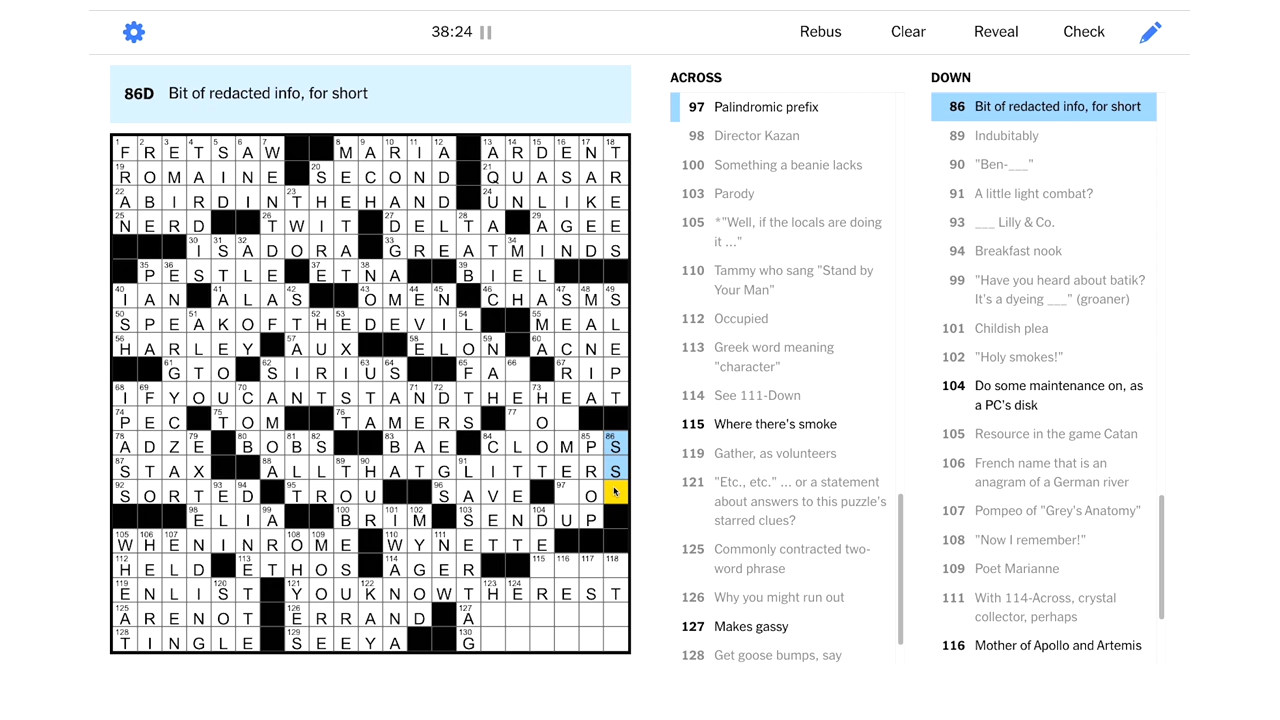 38:24
Rebus Clear Reveal Check
86D Bit of redacted info, for short
F R E T S A W M A R I A A R D E N T
R O M A I N E S E C O N D Q U A S A R
A B I R D I N T H E H A N D U N L I K E
N E R D T W I T D E L T A A G E E
I S A D O R A G R E A T M I N D S
P E S T L E E T N A B I E L
I A N A L A S O M E N C H A S M S
S P E A K O F T H E D E V I L M E A L
H A R L E Y A U X E L O N A C N E
G T O S I R I U S F A R I P
I F Y O U C A N T S T A N D T H E H E A T
P E C T O M T A M E R S O
A D Z E B O B S B A E C L O M P S
S T A X A L L T H A T G L I T T E R S
S O R T E D T R O U S A V E O
E L I A B R I M S E N D U P
W H E N I N R O M E W Y N E T T E
H E L D E T H O S A G E R
E N L I S T Y O U K N O W T H E R E S T
A R E N O T E R R A N D A
T I N G L E S E E Y A G
ACROSS
97 Palindromic prefix
98 Director Kazan
100 Something a beanie lacks
103 Parody
105 *"Well, if the locals are doing
it ..."
110 Tammy who sang "Stand by
Your Man"
112 Occupied
113 Greek word meaning
"character"
114 See 111-Down
115 Where there's smoke
119 Gather, as volunteers
121 "Etc., etc." ... or a statement
about answers to this puzzle's
starred clues?
125 Commonly contracted two-
word phrase
126 Why you might run out
127 Makes gassy
128 Get goose bumps, say
DOWN
86 Bit of redacted info, for short
89 Indubitably
90 "Ben-___"
91 A little light combat?
93 ___ Lilly & Co.
94 Breakfast nook
99 "Have you heard about batik?
It's a dyeing ___" (groaner)
101 Childish plea
102 "Holy smokes!"
104 Do some maintenance on, as
a PC's disk
105 Resource in the game Catan
106 French name that is an
anagram of a German river
107 Pompeo of "Grey's Anatomy"
108 "Now I remember!"
109 Poet Marianne
111 With 114-Across, crystal
collector, perhaps
116 Mother of Apollo and Artemis